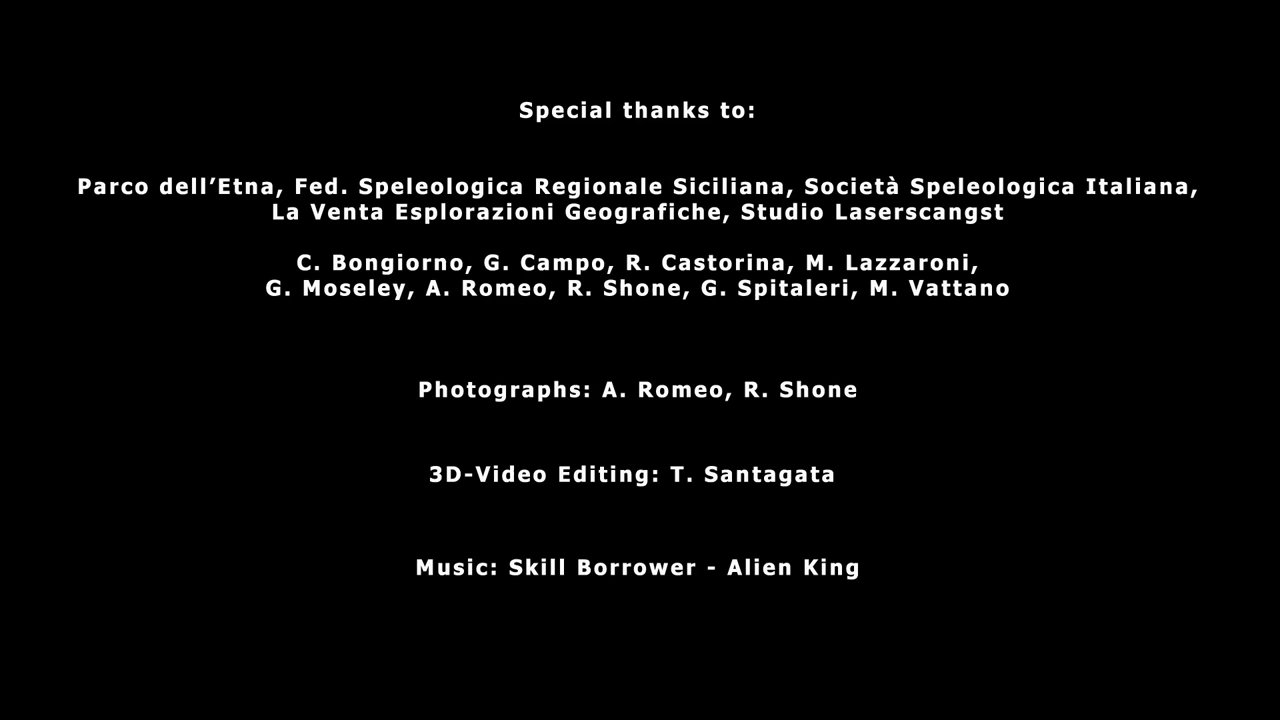 Special thanks to:
Parco dell’Etna, Fed. Speleologica Regionale Siciliana, Società Speleologica Italiana,
La Venta Esplorazioni Geografiche, Studio Laserscangst
C. Bongiorno, G. Campo, R. Castorina, M. Lazzaroni,
G. Moseley, A. Romeo, R. Shone, G. Spitaleri, M. Vattano
Photographs: A. Romeo, R. Shone
3D-Video Editing: T. Santagata
Music: Skill Borrower - Alien King